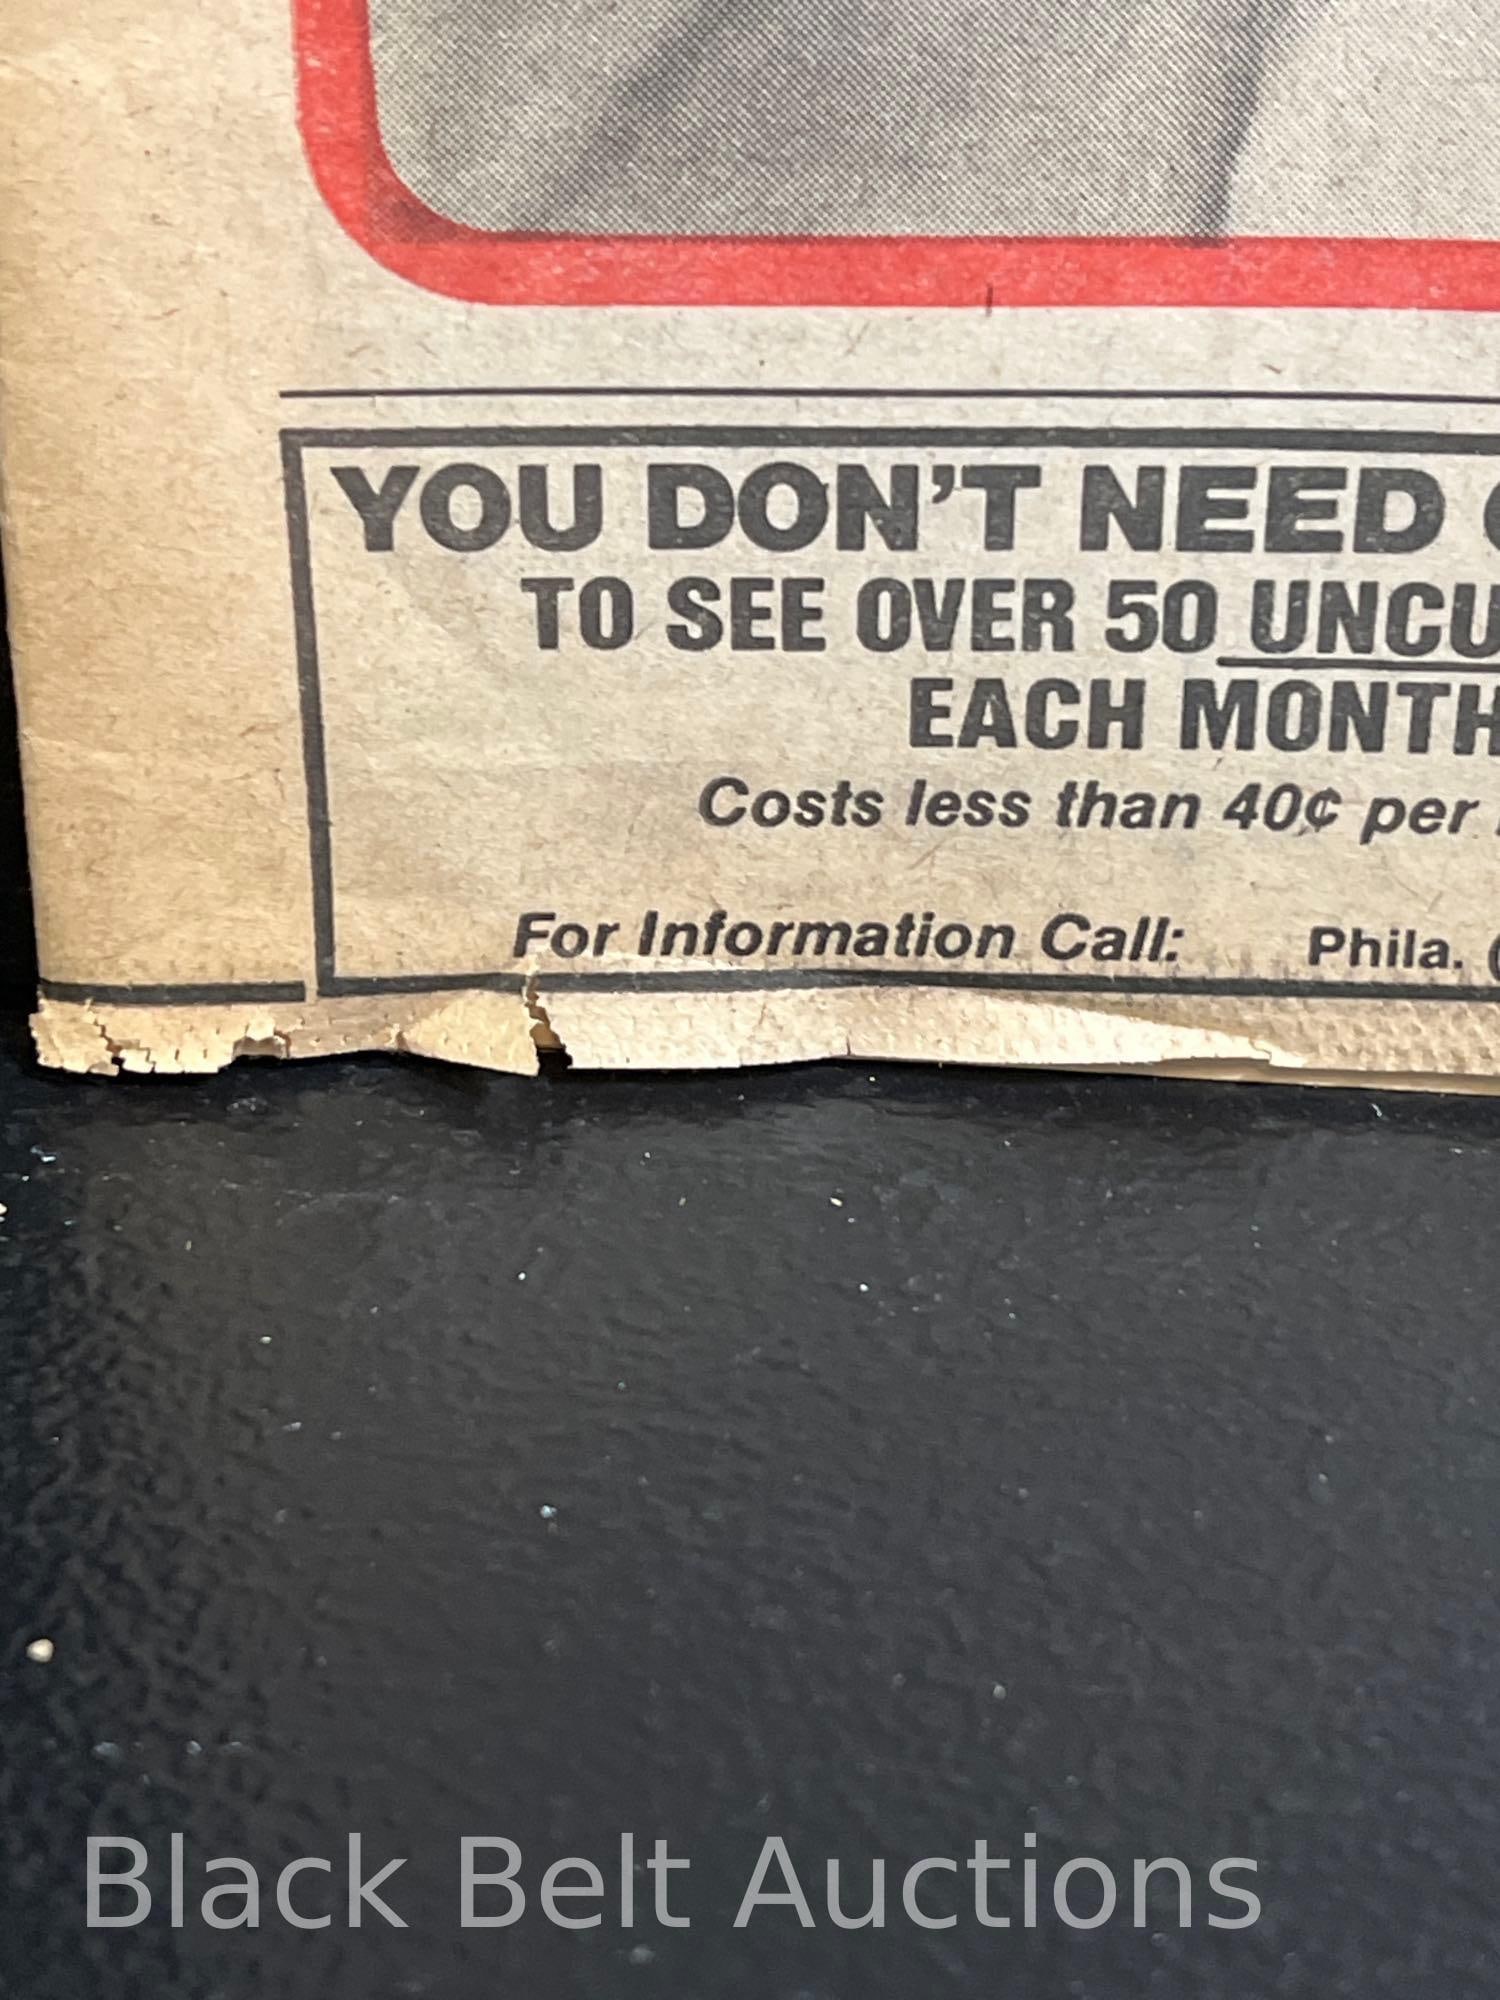 YOU DON'T NEED
TO SEE OVER 50 UNCU
EACH MONTH
Costs less than 40¢ per
For Information Call: Phila. (
Black Belt Auctions